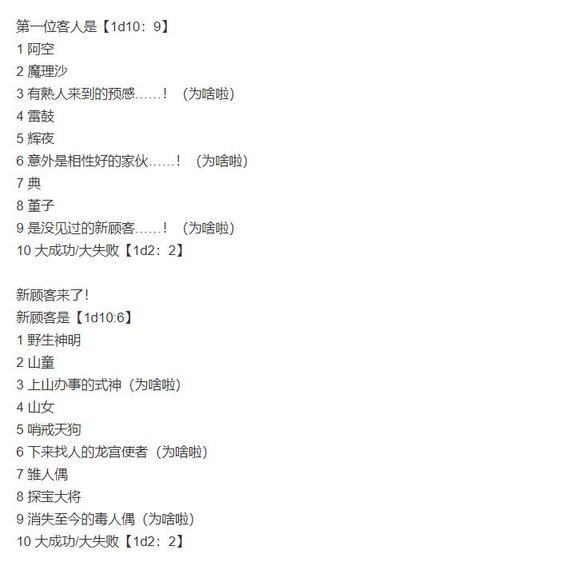 第一位客人是【1d10：9】
1 阿空
2 魔理沙
3 有熟人来到的预感……！（为啥啦）
4 雷鼓
5 辉夜
6 意外是相性好的家伙……！（为啥啦）
7 典
8 堇子
9 是没见过的新顾客……！（为啥啦）
10 大成功/大失败【1d2：2】
新顾客来了！
新顾客是【1d10:6】
1 野生神明
2 山童
3 上山办事的式神（为啥啦）
4 山女
5 哨戒天狗
6 下来找人的龙宫使者（为啥啦）
7 雏人偶
8 探宝大将
9 消失至今的毒人偶（为啥啦）
10 大成功/大失败【1d2：2】